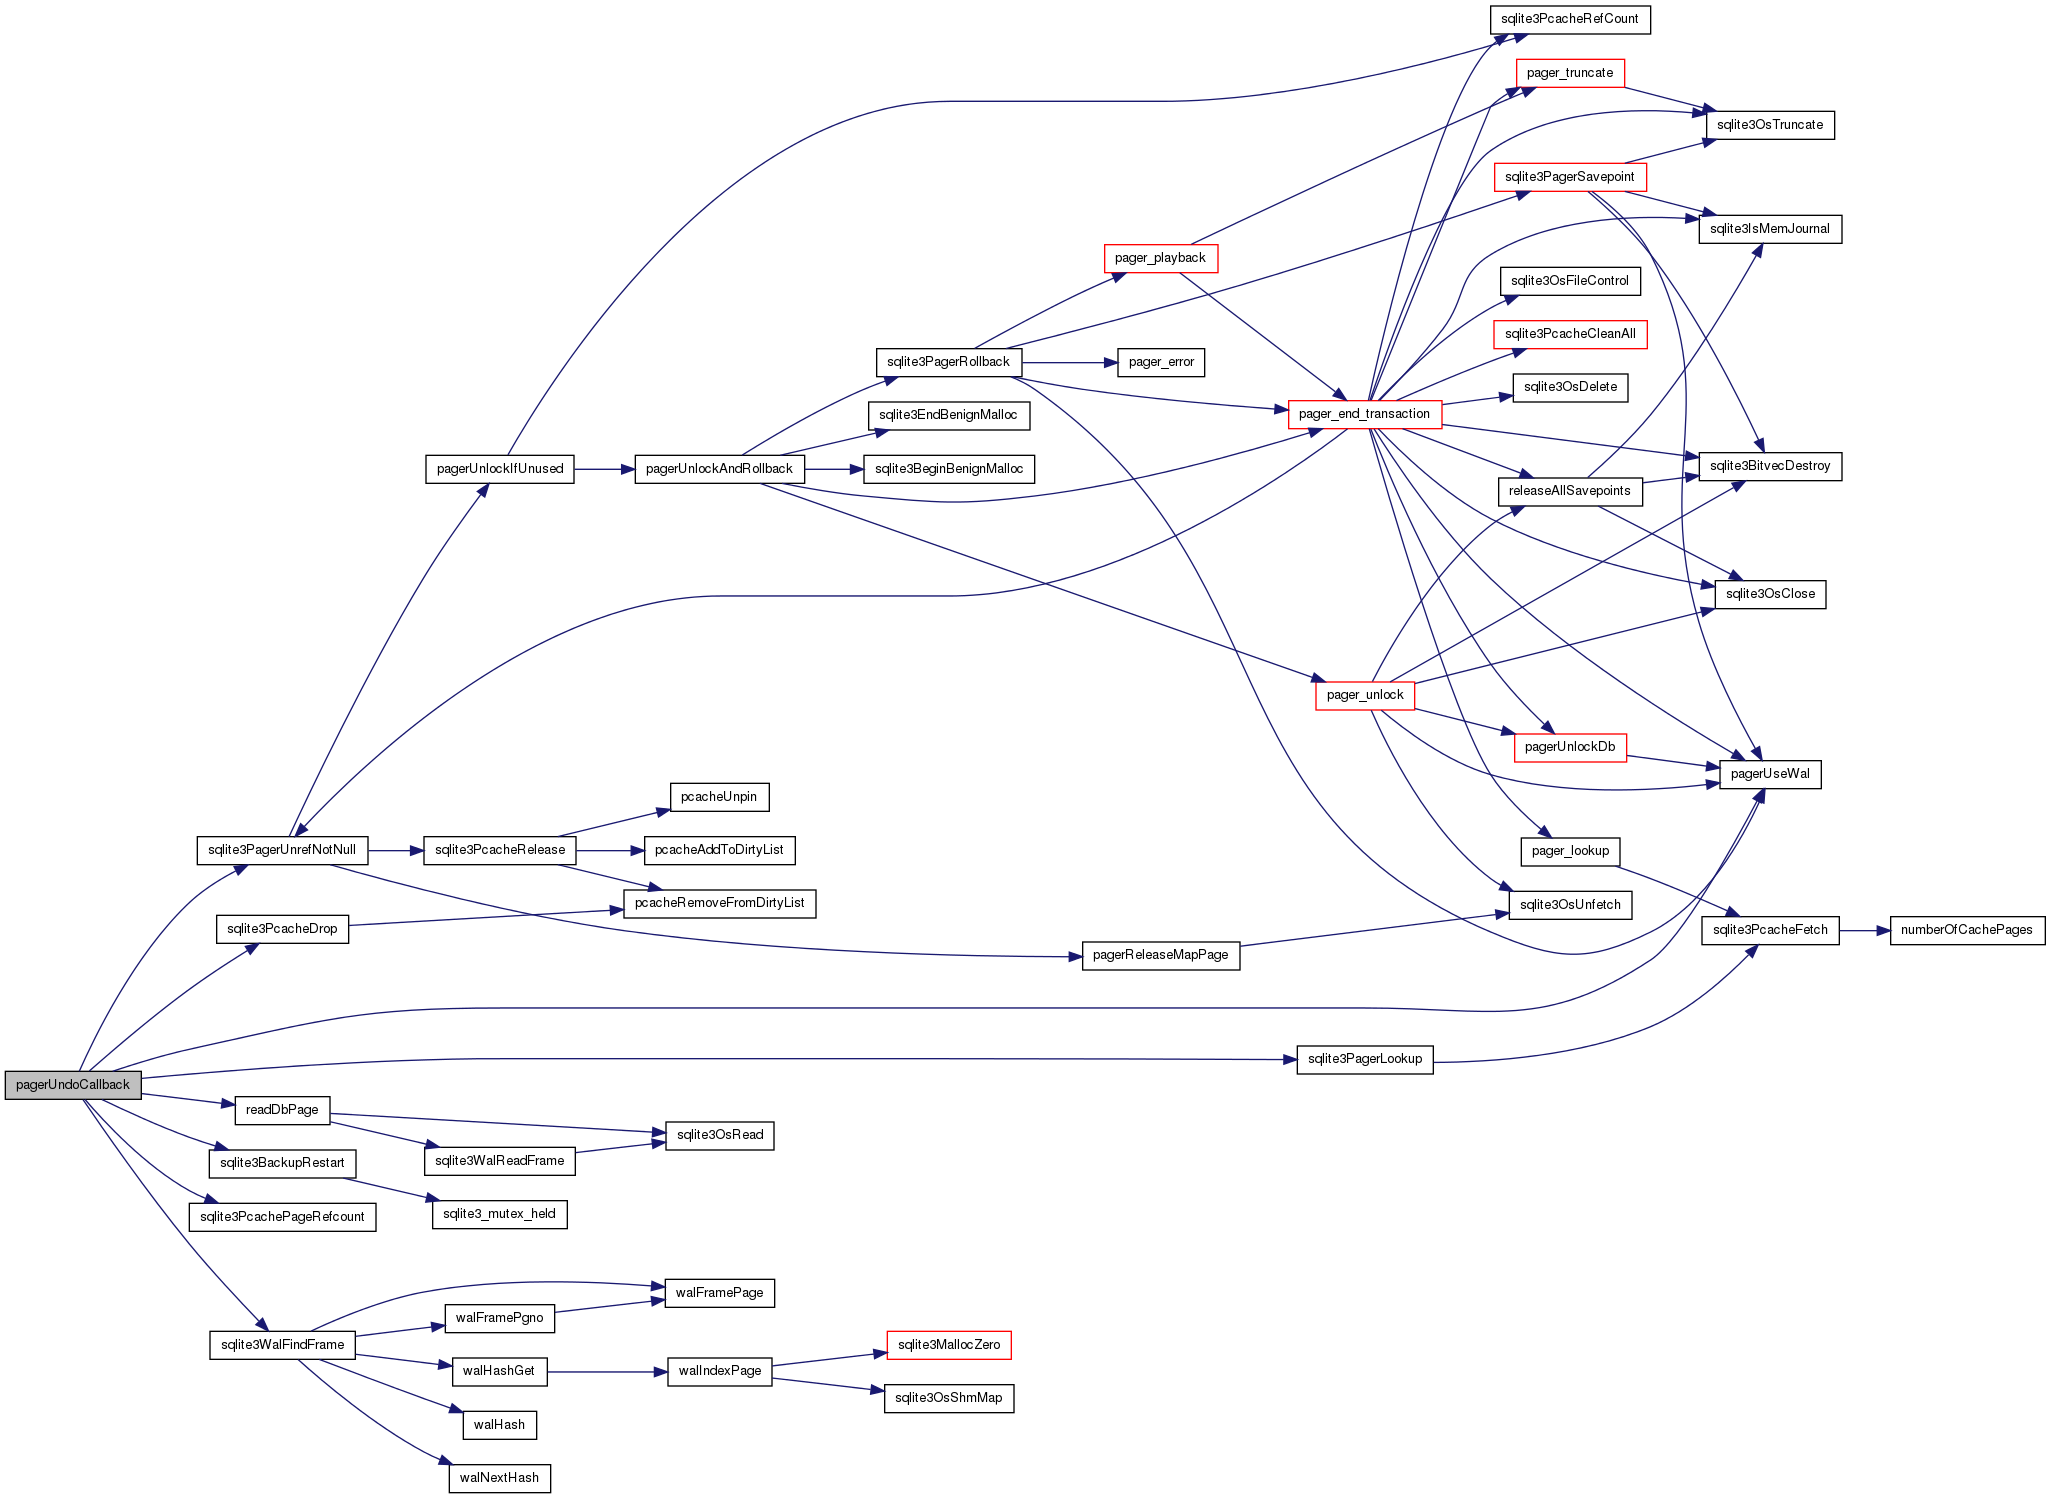 sqlite3PcacheRefCount
pager_truncate
sqlite3OsTruncate
sqlite3PagerSavepoint
sqlite3IsMemJournal
pager_playback
sqlite3OsFileControl
sqlite3PcacheCleanAll
sqlite3PagerRollback
pager_error
sqlite3OsDelete
sqlite3EndBenignMalloc
pager_end_transaction
pagerUnlockIfUnused
pagerUnlockAndRollback
sqlite3BeginBenignMalloc
sqlite3BitvecDestroy
releaseAllSavepoints
sqlite3OsClose
pager_unlock
pagerUnlockDb
pagerUseWal
pcacheUnpin
sqlite3PagerUnrefNotNull
sqlite3PcacheRelease
pcacheAddToDirtyList
pager_lookup
pcacheRemoveFromDirtyList
sqlite3OsUnfetch
sqlite3PcacheDrop
sqlite3PcacheFetch
numberOfCachePages
pagerReleaseMapPage
sqlite3PagerLookup
pagerUndoCallback
readDbPage
sqlite3OsRead
sqlite3BackupRestart
sqlite3WalReadFrame
sqlite3PcachePageRefcount
sqlite3_mutex_held
walFramePage
walFramePgno
sqlite3WalFindFrame
sqlite3MallocZero
walHashGet
walIndexPage
sqlite3OsShmMap
walHash
walNextHash